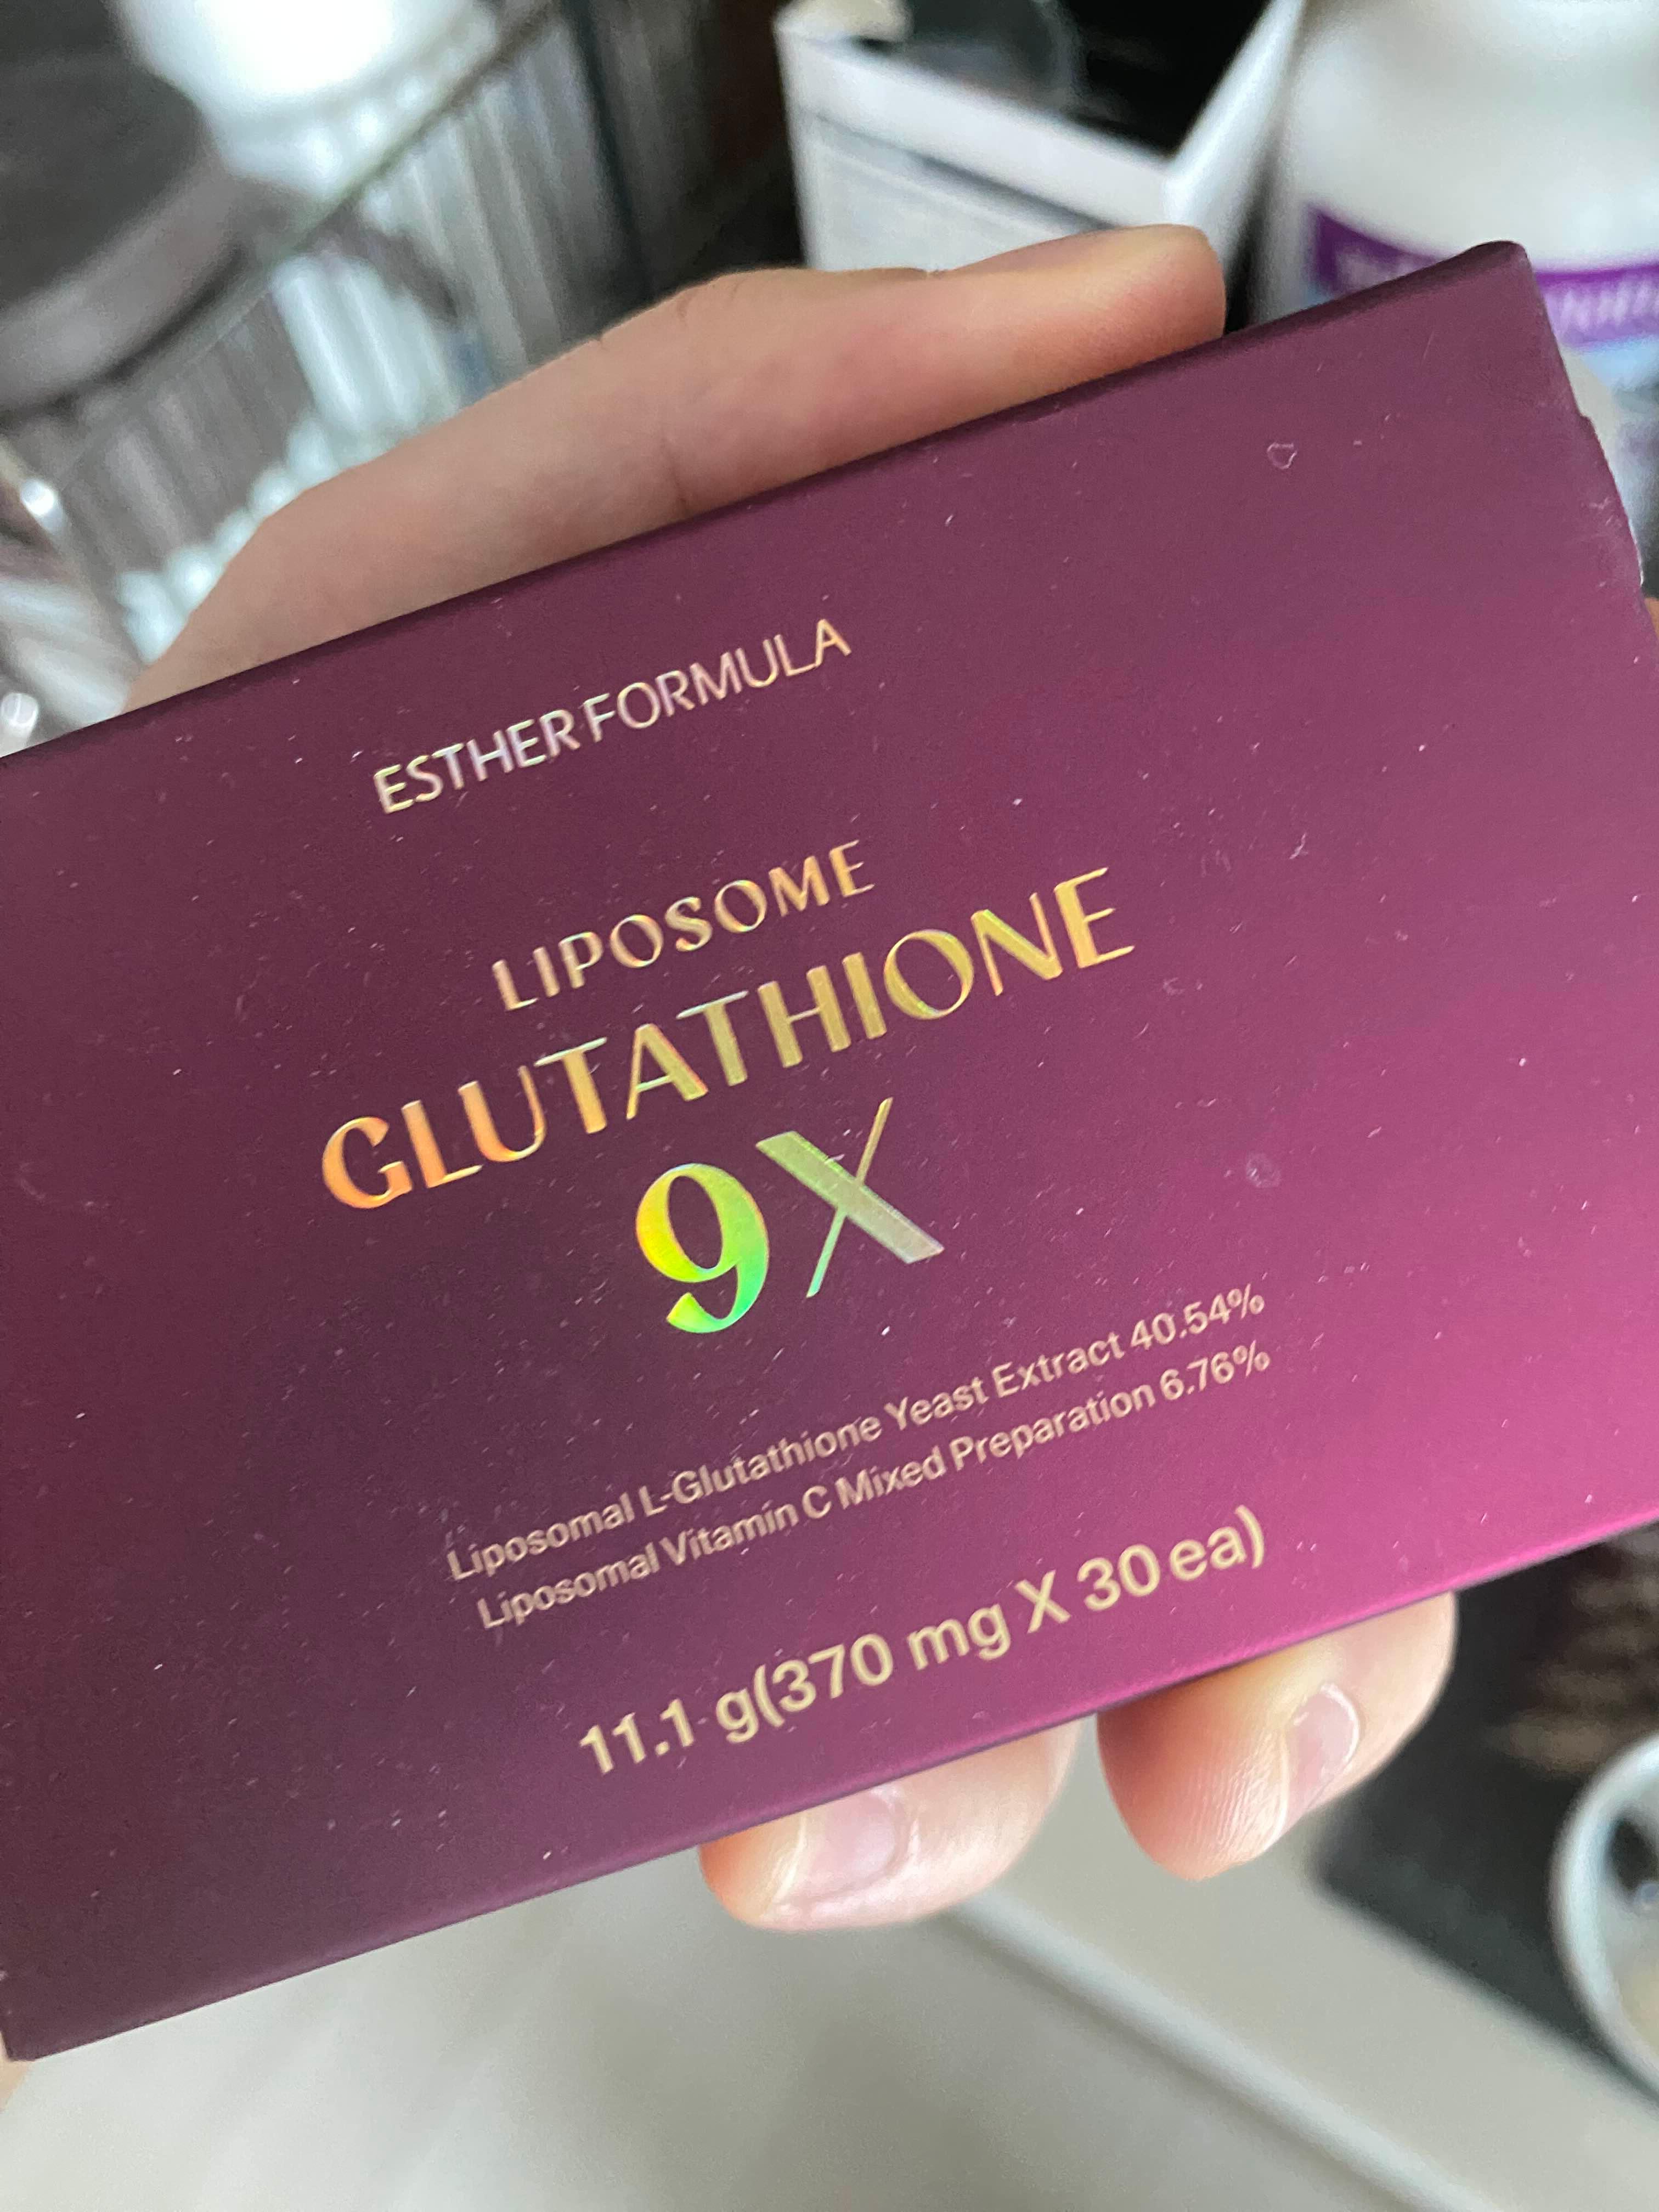 ESTHER FORMULA
LIPOSOME
GLUTATHIONE
9X
Liposomal L-Glutathione Yeast Extract 40.54%
Liposomal Vitamin C Mixed Preparation 6.76%
11.1 g(370 mg X 30 ea)